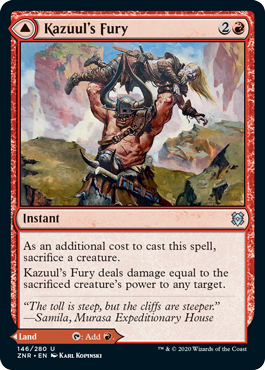 Kazuul's Fury 2
Instant
As an additional cost to cast this spell,
sacrifice a creature.
Kazuul's Fury deals damage equal to the
sacrificed creature's power to any target.
"The toll is steep, but the cliffs are steeper."
—Samila, Murasa Expeditionary House
Land : Add .
146/280 U
ZNR • EN Karl Kopinski
™ & © 2020 Wizards of the Coast